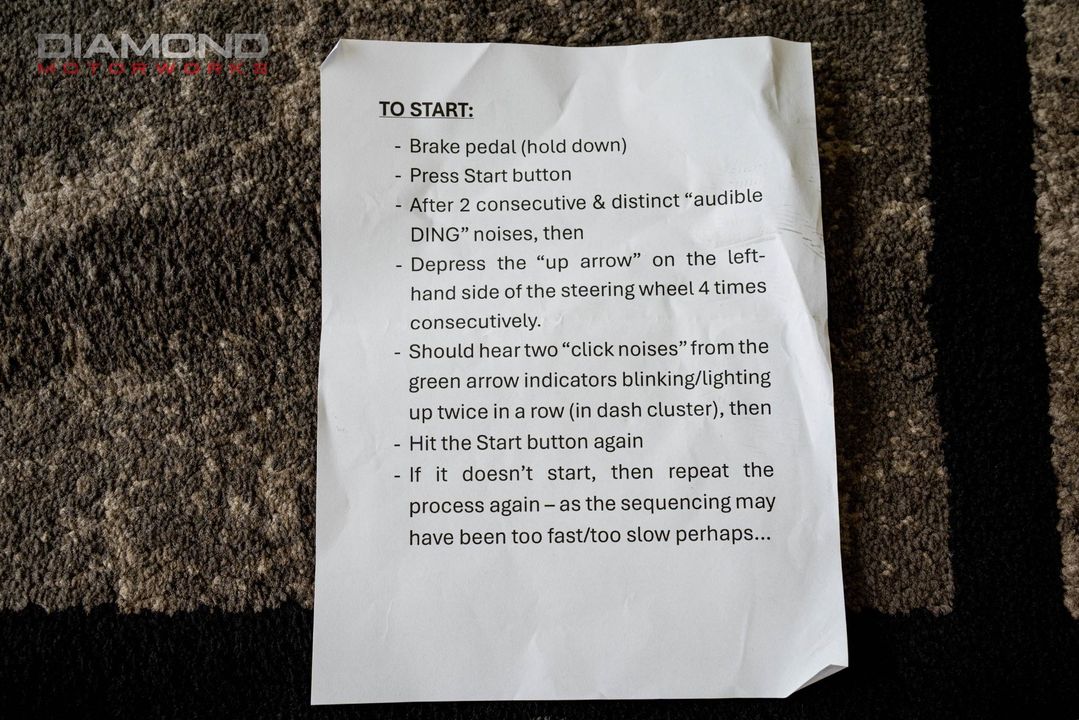 DIAMOND
MOTORWORKS
TO START:
- Brake pedal (hold down)
- Press Start button
- After 2 consecutive & distinct “audible
DING” noises, then
- Depress the “up arrow” on the left-
hand side of the steering wheel 4 times
consecutively.
- Should hear two “click noises” from the
green arrow indicators blinking/lighting
up twice in a row (in dash cluster), then
- Hit the Start button again
- If it doesn’t start, then repeat the
process again – as the sequencing may
have been too fast/too slow perhaps...